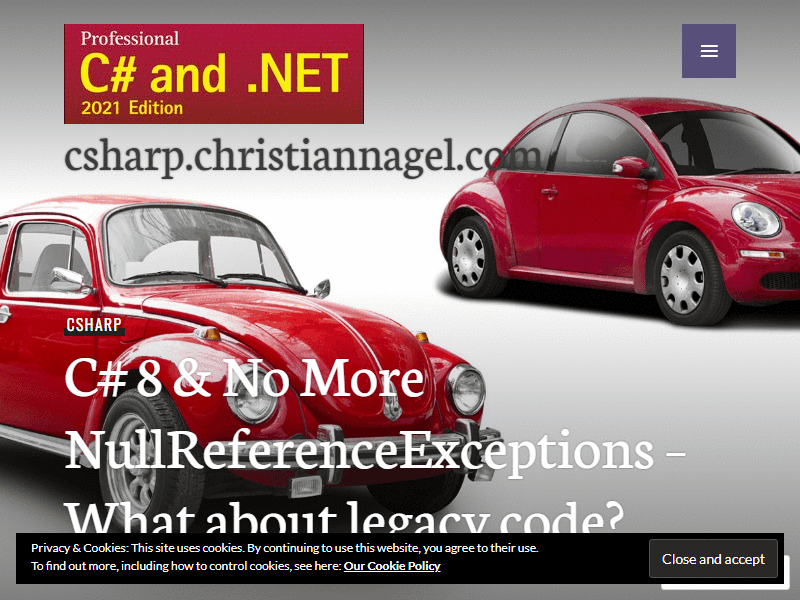 Professional
C# and .NET
2021 Edition
csharp.christiannagel.com
CSHARP
C# 8 & No More
NullReferenceExceptions –
What about legacy code?
Privacy & Cookies: This site uses cookies. By continuing to use this website, you agree to their use.
To find out more, including how to control cookies, see here: Our Cookie Policy
Close and accept